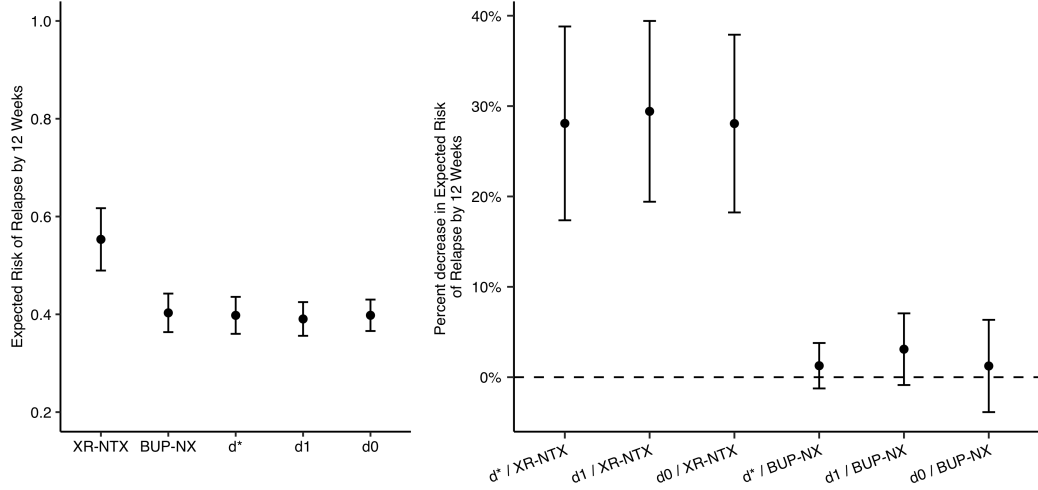 Expected Risk of Relapse by 12 Weeks
1.0
0.8
0.6
0.4
0.2
XR-NTX BUP-NX d* d1 d0
Percent decrease in Expected Risk
of Relapse by 12 Weeks
40%
30%
20%
10%
0%
d* / XR-NTX
d1 / XR-NTX
d0 / XR-NTX
d* / BUP-NX
d1 / BUP-NX
d0 / BUP-NX